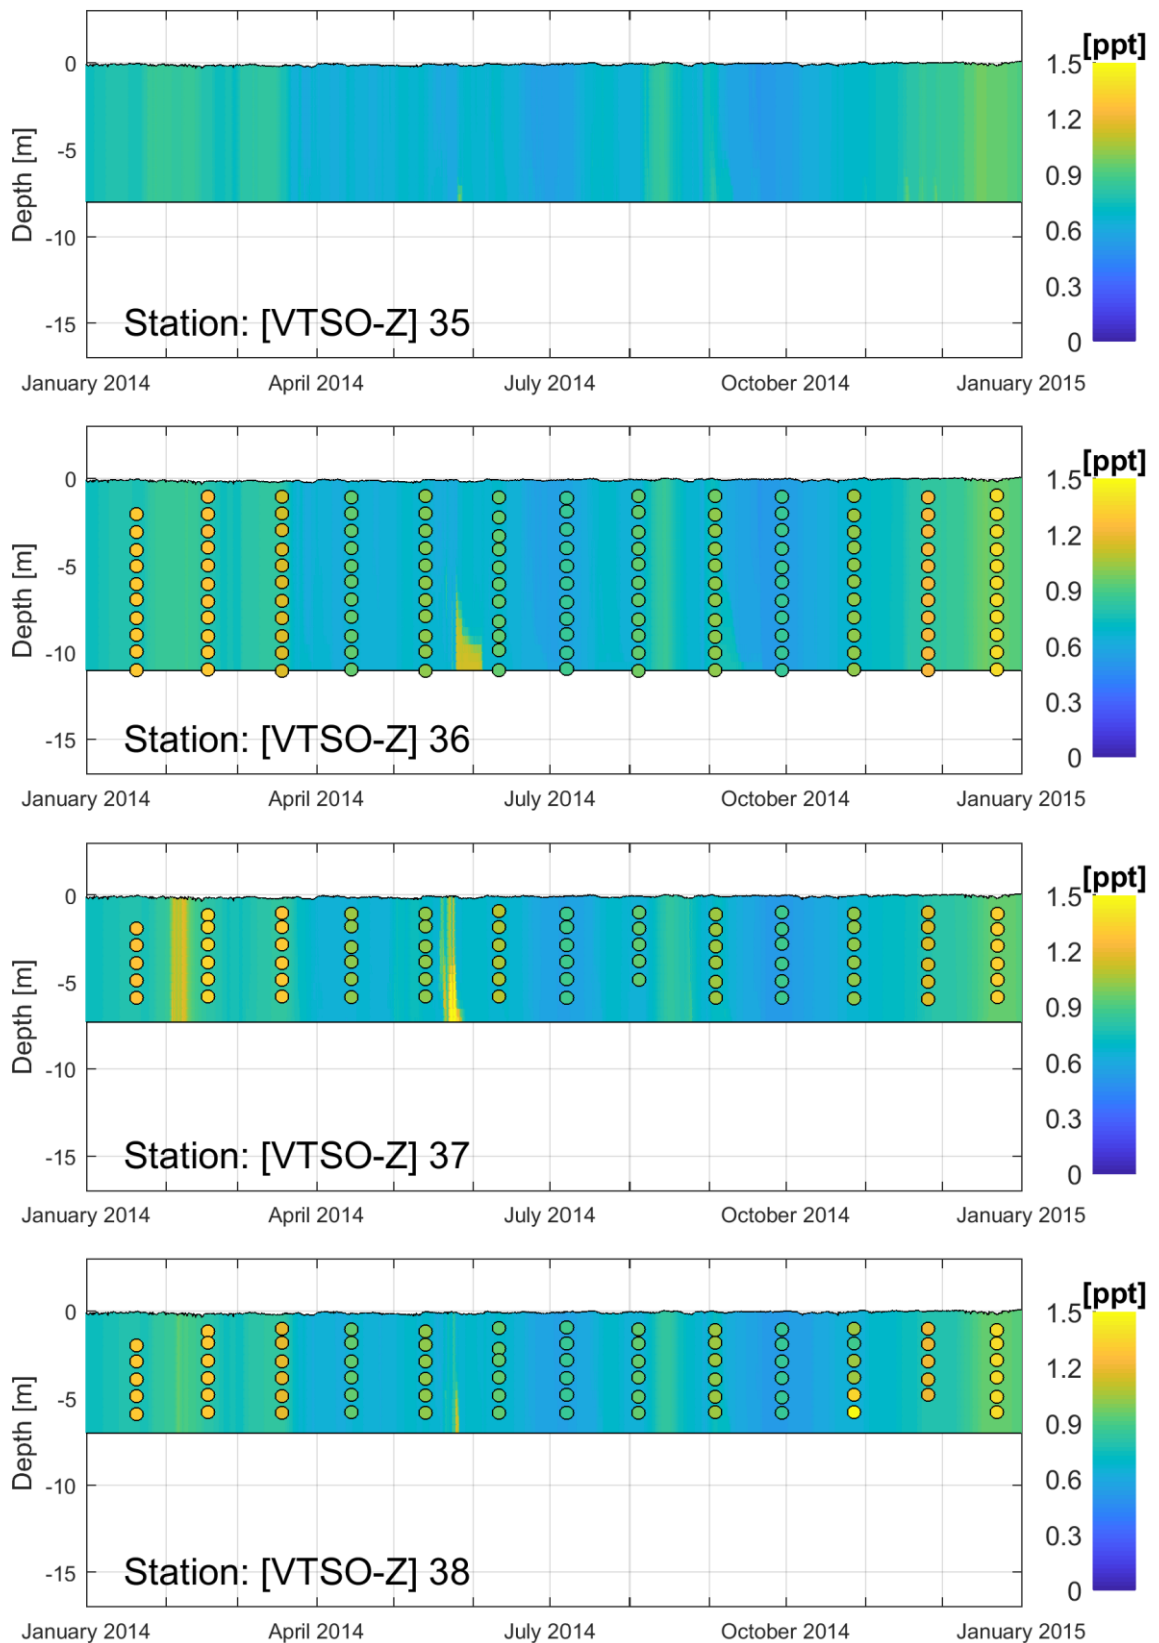 [ppt]
0
-5
-10
-15
Depth [m]
1.5
1.2
0.9
0.6
0.3
0
Station: [VTSO-Z] 35
January 2014 April 2014 July 2014 October 2014 January 2015
[ppt]
0
-5
-10
-15
Depth [m]
1.5
1.2
0.9
0.6
0.3
0
Station: [VTSO-Z] 36
January 2014 April 2014 July 2014 October 2014 January 2015
[ppt]
0
-5
-10
-15
Depth [m]
1.5
1.2
0.9
0.6
0.3
0
Station: [VTSO-Z] 37
January 2014 April 2014 July 2014 October 2014 January 2015
[ppt]
0
-5
-10
-15
Depth [m]
1.5
1.2
0.9
0.6
0.3
0
Station: [VTSO-Z] 38
January 2014 April 2014 July 2014 October 2014 January 2015